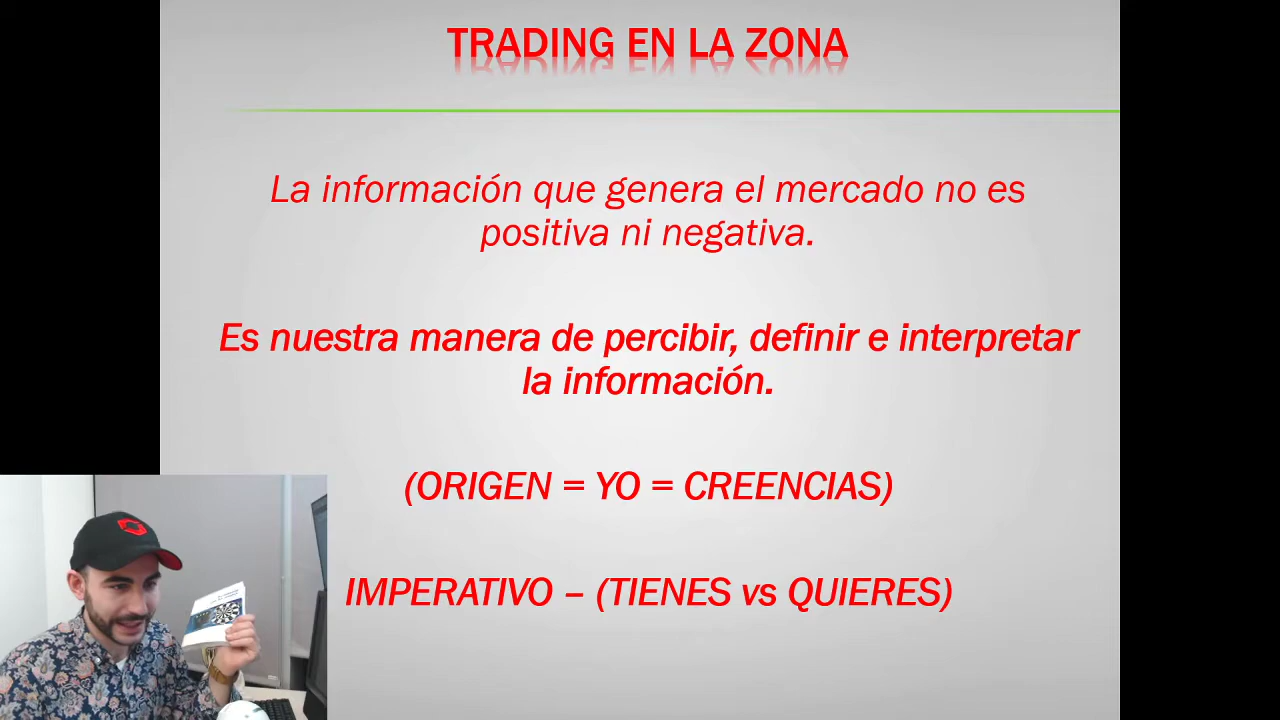 TRADING EN LA ZONA
La información que genera el mercado no es
positiva ni negativa.
Es nuestra manera de percibir, definir e interpretar
la información.
(ORIGEN = YO = CREENCIAS)
IMPERATIVO – (TIENES vs QUIERES)